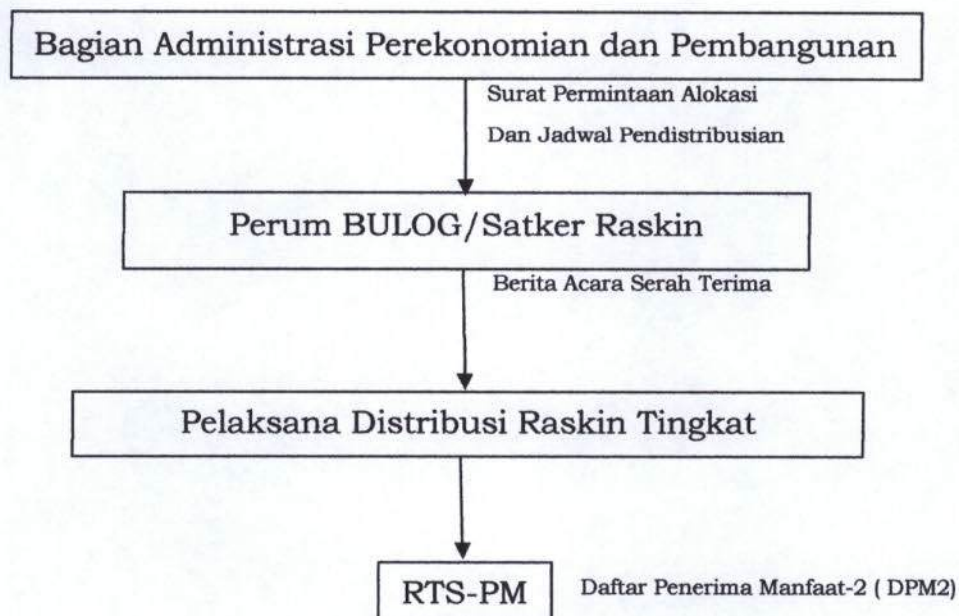 Bagian Administrasi Perekonomian dan Pembangunan
Surat Permintaan Alokasi
Dan Jadwal Pendistribusian
Perum BULOG/Satker Raskin
Berita Acara Serah Terima
Pelaksana Distribusi Raskin Tingkat
RTS-PM
Daftar Penerima Manfaat-2 ( DPM2)